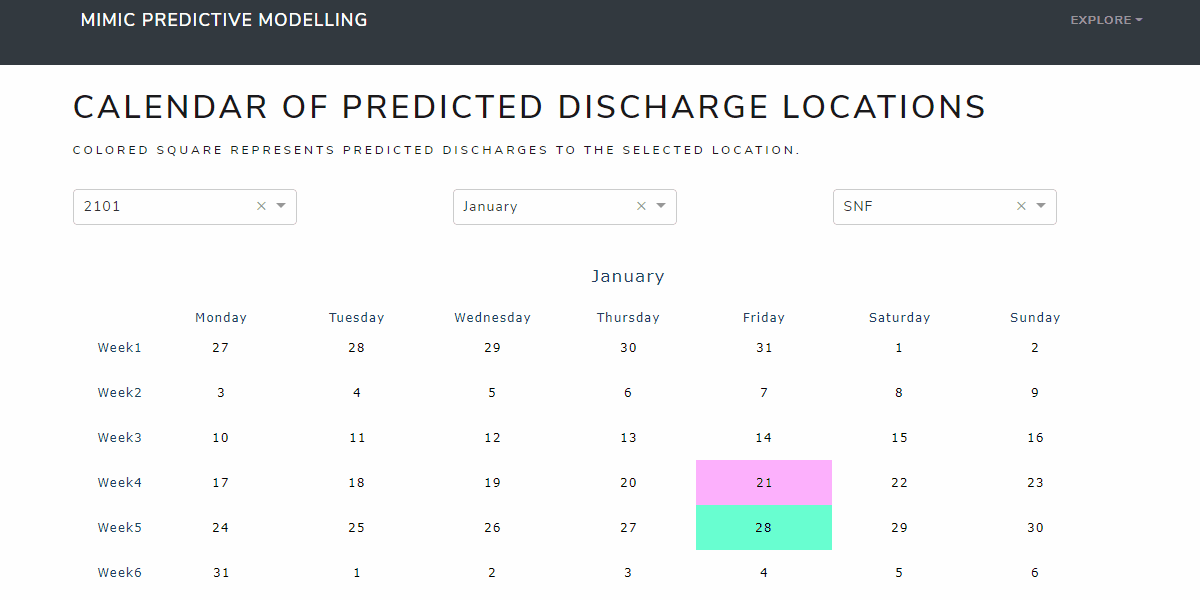 MIMIC PREDICTIVE MODELLING EXPLORE
CALENDAR OF PREDICTED DISCHARGE LOCATIONS
COLORED SQUARE REPRESENTS PREDICTED DISCHARGES TO THE SELECTED LOCATION.
2101 × January × SNF ×
January
Monday Tuesday Wednesday Thursday Friday Saturday Sunday
Week1 27 28 29 30 31 1 2
Week2 3 4 5 6 7 8 9
Week3 10 11 12 13 14 15 16
Week4 17 18 19 20 21 22 23
Week5 24 25 26 27 28 29 30
Week6 31 1 2 3 4 5 6